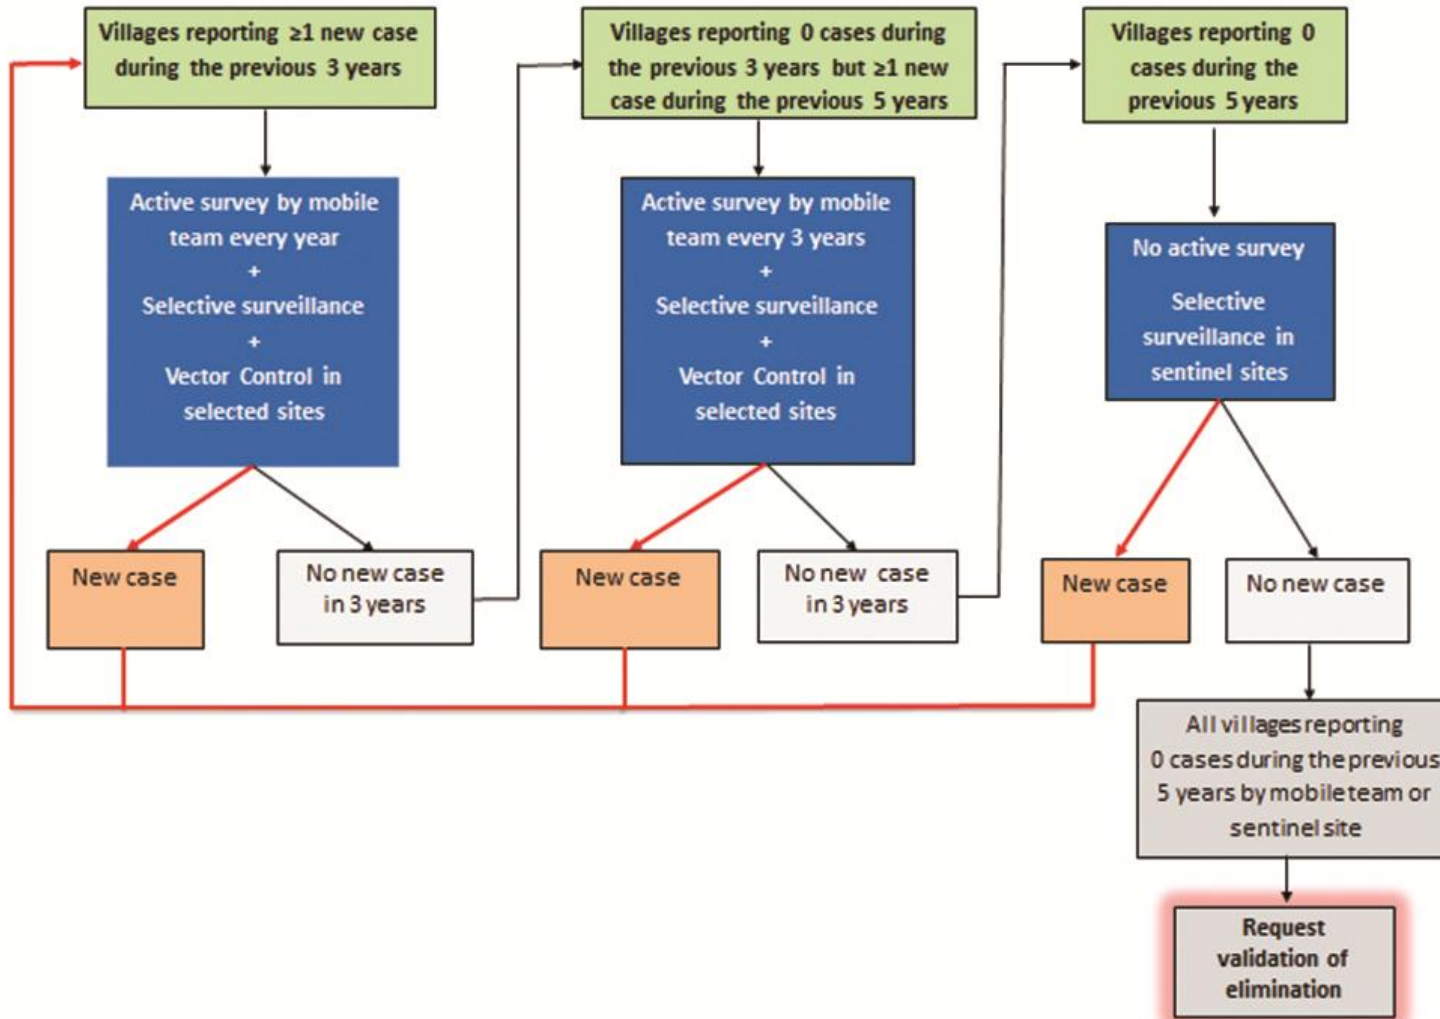 Villages reporting ≥1 new case
during the previous 3 years
Active survey by mobile
team every year
+
Selective surveillance
+
Vector Control in
selected sites
New case
No new case
in 3 years
Villages reporting 0 cases during
the previous 3 years but ≥1 new
case during the previous 5 years
Active survey by mobile
team every 3 years
+
Selective surveillance
+
Vector Control in
selected sites
New case
No new case
in 3 years
Villages reporting 0
cases during the
previous 5 years
No active survey
Selective
surveillance in
sentinel sites
New case
No new case
All villages reporting
0 cases during the previous
5 years by mobile team or
sentinel site
Request
validation of
elimination